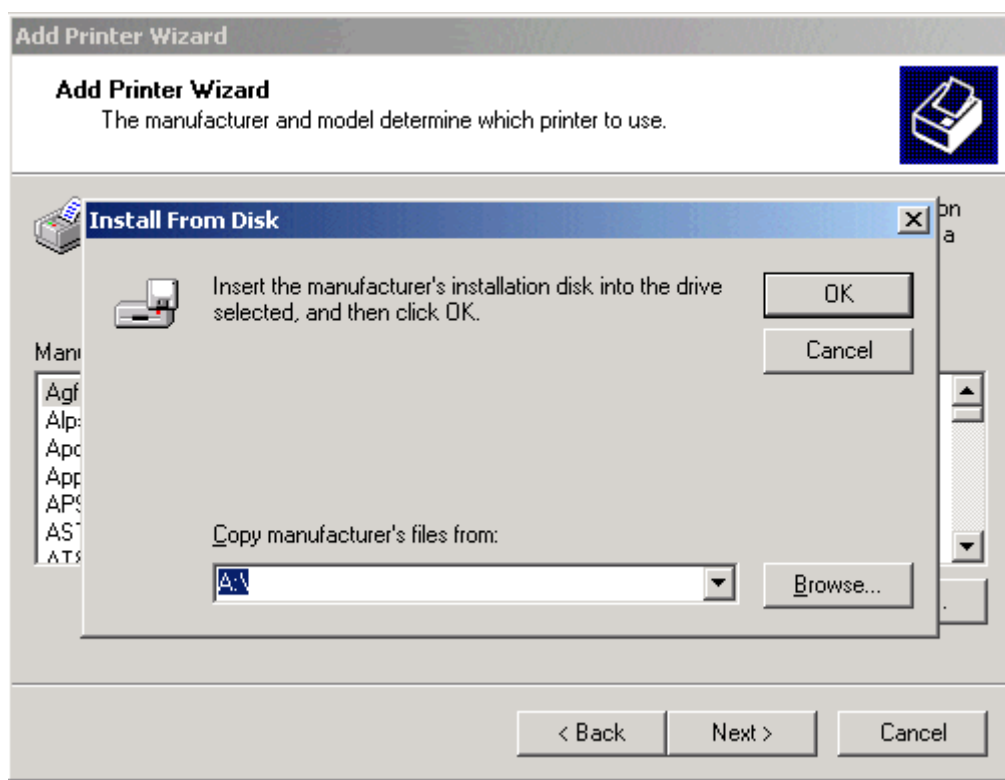 Add Printer Wizard
Add Printer Wizard
The manufacturer and model determine which printer to use.
on
a
Install From Disk
Insert the manufacturer's installation disk into the drive
selected, and then click OK.
OK
Cancel
Copy manufacturer's files from:
A:\
Browse...
< Back
Next >
Cancel